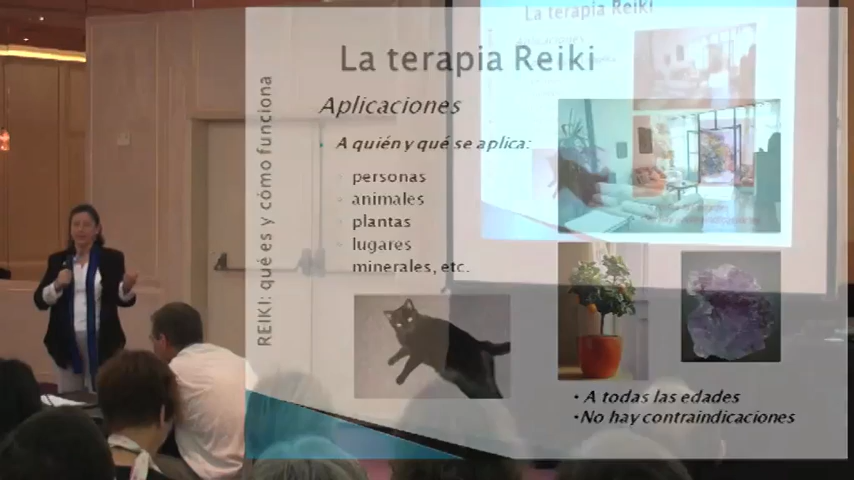 La terapia Reiki
La terapia Reiki
Aplicaciones
A quién y qué se aplica:
personas
animales
plantas
lugares
minerales, etc.
REIKI: qué es y cómo funciona
• A todas las edades
•No hay contraindicaciones